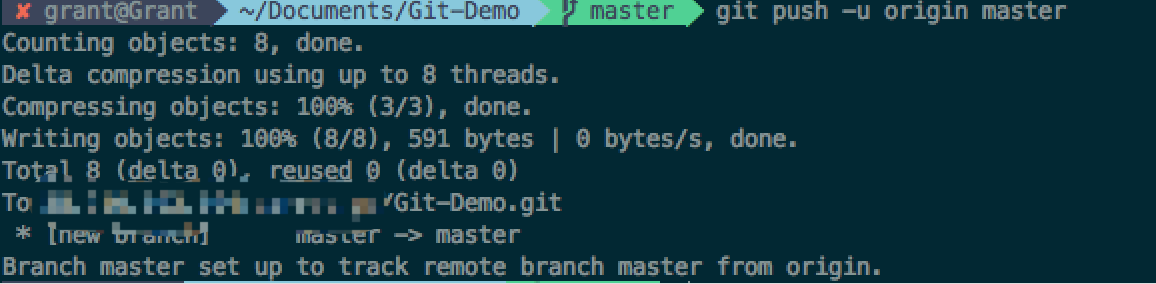 ✘ grant@Grant ~/Documents/Git-Demo master git push -u origin master
Counting objects: 8, done.
Delta compression using up to 8 threads.
Compressing objects: 100% (3/3), done.
Writing objects: 100% (8/8), 591 bytes | 0 bytes/s, done.
Total 8 (delta 0), reused 0 (delta 0)
To /Git-Demo.git
 * [new branch]      master -> master
Branch master set up to track remote branch master from origin.